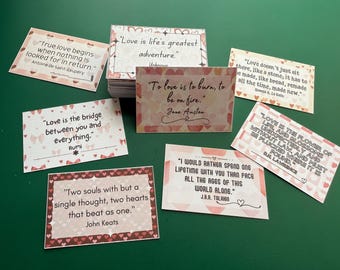 "True love begins
when nothing is
looked for in return."
Antoine De Saint-Exupery
"Love is life's greatest
adventure."
Unknown
"To love is to burn, to
be on fire."
Jane Austen
"Love doesn't just sit
there, like a stone, it has to
be made, like bread; remade
all the time, made new."
"Love is the bridge
between you and
everything."
Rumi
"I WOULD RATHER SPEND ONE
LIFETIME WITH YOU THAN FACE
ALL THE AGES OF THIS
WORLD ALONE."
J.R.R. TOLKIEN
"Two souls with but a
single thought, two hearts
that beat as one."
John Keats